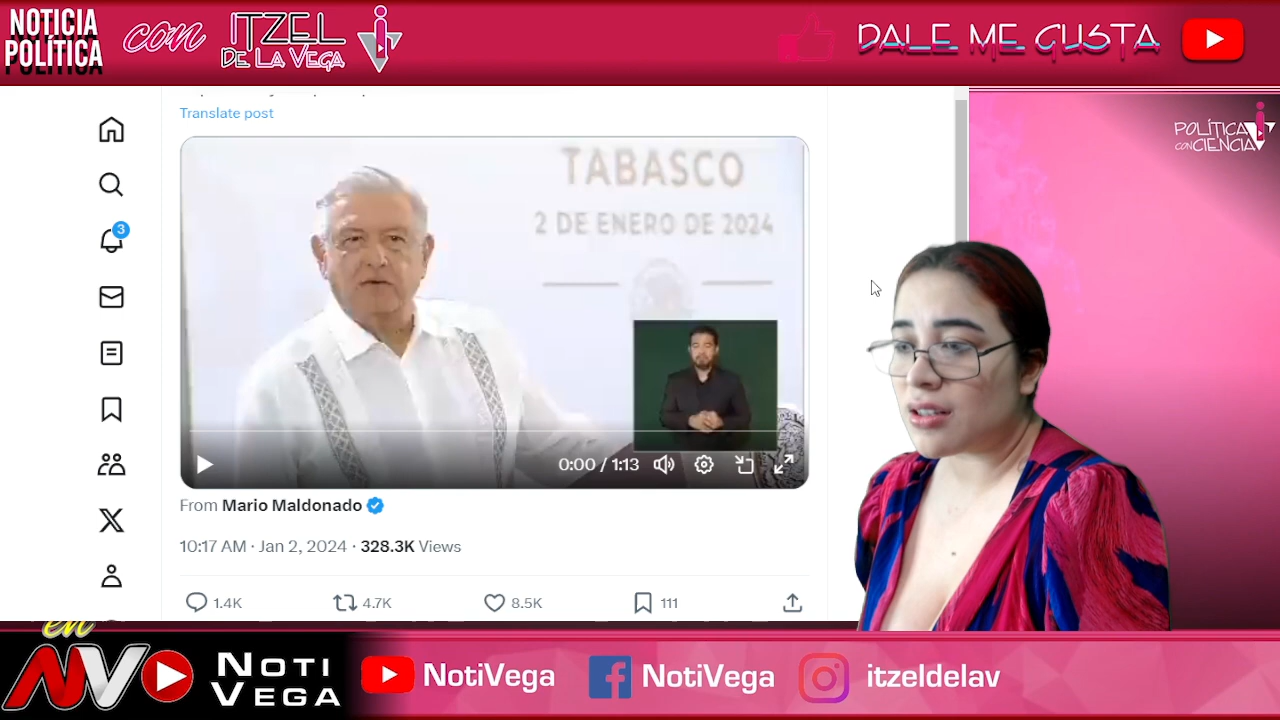 NOTICIA
POLÍTICA
con
ITZEL
DE LA VEGA
DALE ME GUSTA
Translate post
POLÍTICA
CON CIENCIA
TABASCO
2 DE ENERO DE 2024
3
0:00 / 1:13
From Mario Maldonado
10:17 AM · Jan 2, 2024 · 328.3K Views
1.4K
4.7K
8.5K
111
en
NV
NOTI
VEGA
NotiVega
NotiVega
itzeldelav